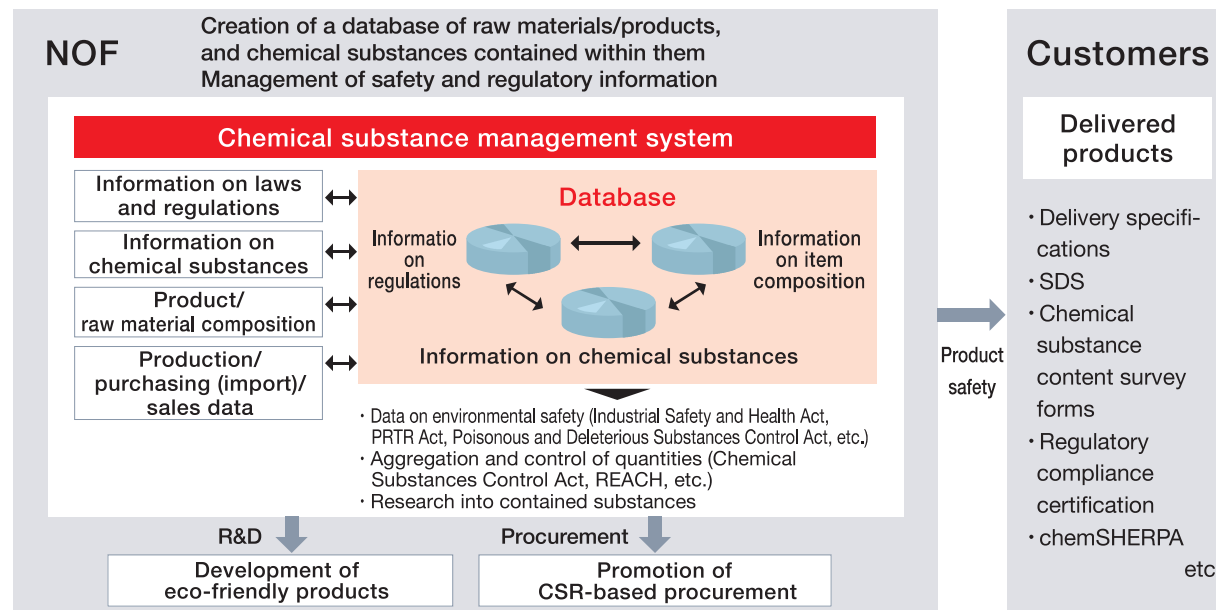 NOF
Creation of a database of raw materials/products,
and chemical substances contained within them
Management of safety and regulatory information
Chemical substance management system
Information on laws
and regulations
Information on
chemical substances
Product/
raw material composition
Production/
purchasing (import)/
sales data
Database
Informatio
on
regulations
Information
on item
composition
Information on chemical substances
・Data on environmental safety (Industrial Safety and Health Act,
PRTR Act, Poisonous and Deleterious Substances Control Act, etc.)
・Aggregation and control of quantities (Chemical
Substances Control Act, REACH, etc.)
・Research into contained substances
R&D
Development of
eco-friendly products
Procurement
Promotion of
CSR-based procurement
Product
safety
Customers
Delivered
products
・Delivery specifi-
cations
・SDS
・Chemical
substance
content survey
forms
・Regulatory
compliance
certification
・chemSHERPA
etc